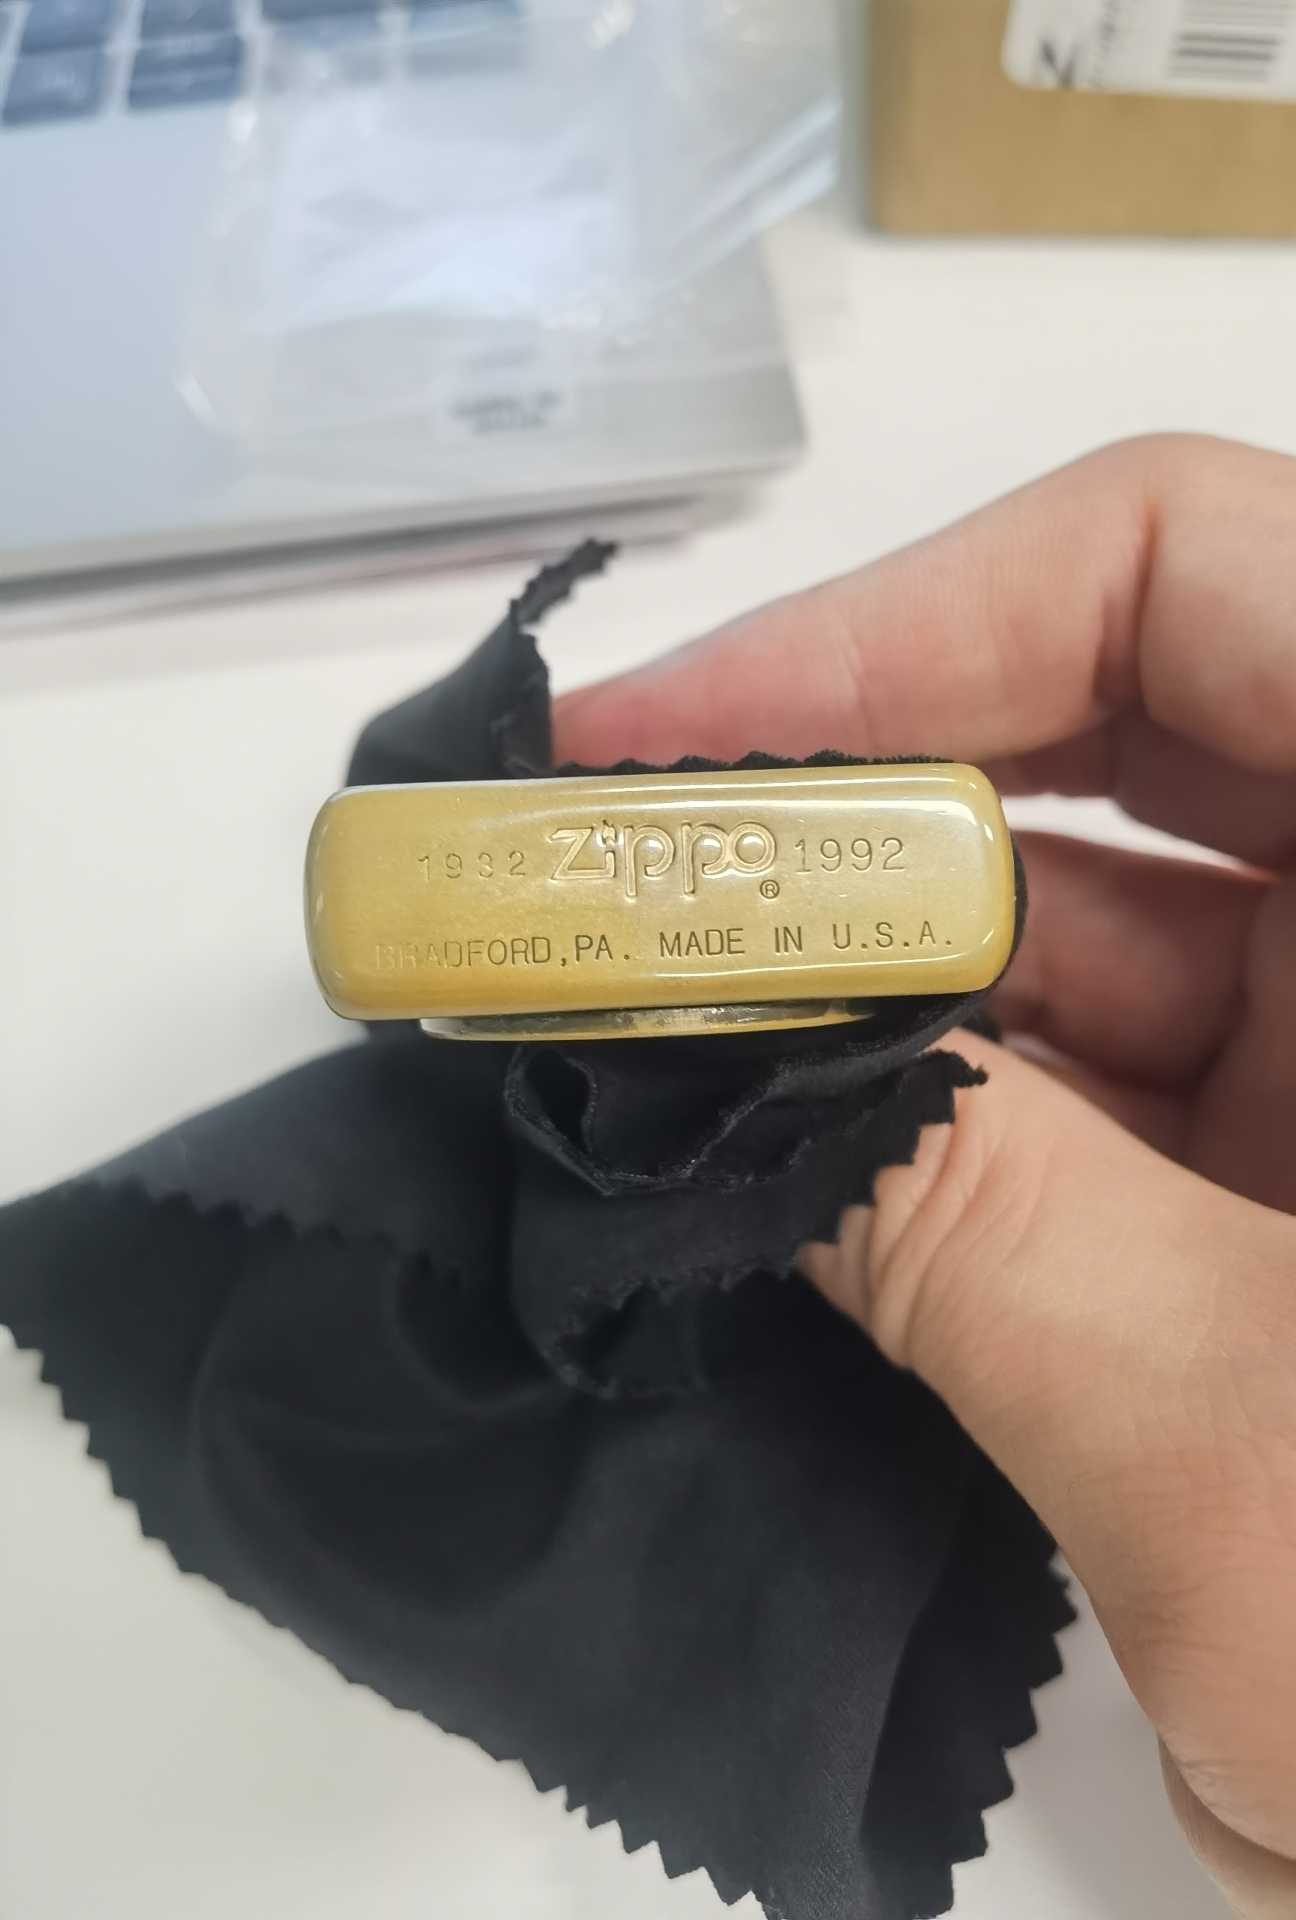 1932 Zippo® 1992
BRADFORD,PA. MADE IN U.S.A.